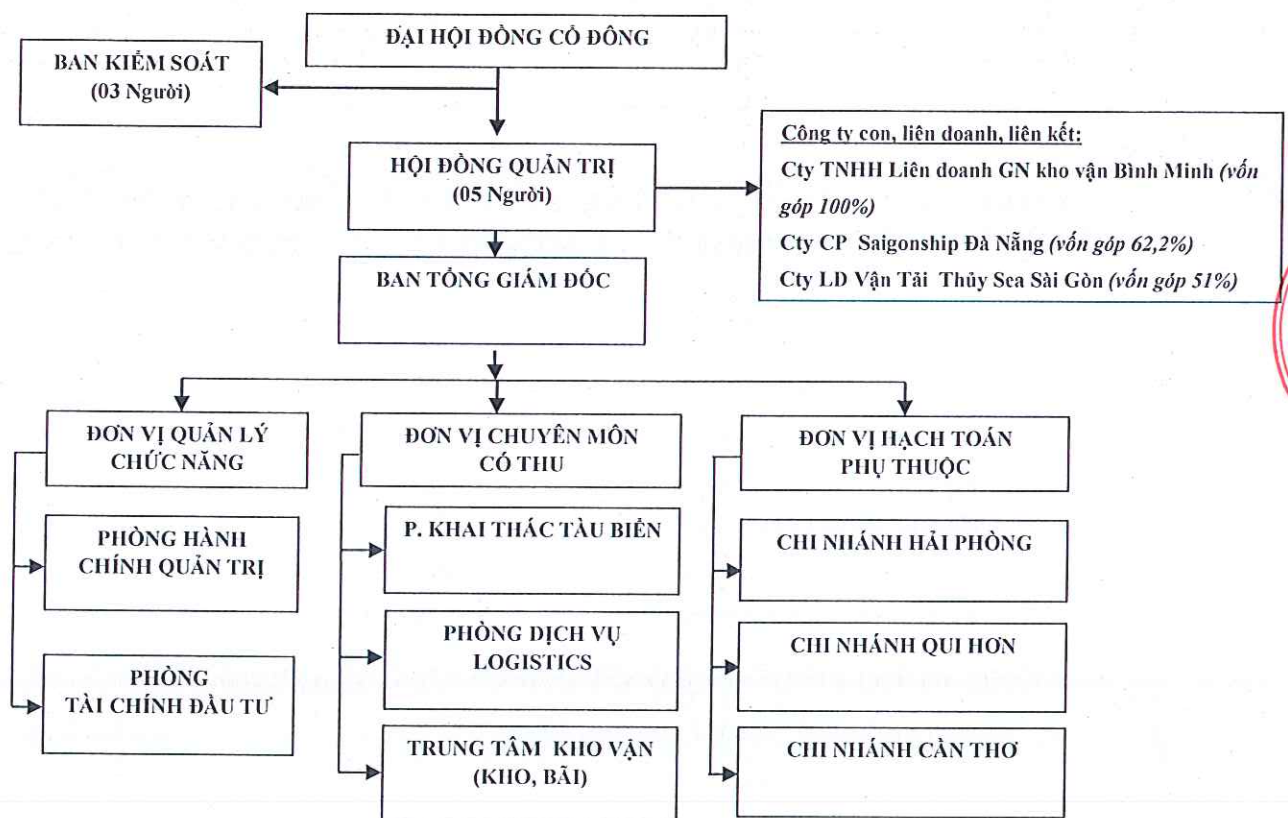 ĐẠI HỘI ĐỒNG CỔ ĐÔNG
BAN KIỂM SOÁT
(03 Người)
HỘI ĐỒNG QUẢN TRỊ
(05 Người)
Công ty con, liên doanh, liên kết:
Cty TNHH Liên doanh GN kho vận Bình Minh (vốn
góp 100%)
Cty CP Saigonship Đà Nẵng (vốn góp 62,2%)
Cty LD Vận Tải Thủy Sea Sài Gòn (vốn góp 51%)
BAN TỔNG GIÁM ĐỐC
ĐƠN VỊ QUẢN LÝ
CHỨC NĂNG
PHÒNG HÀNH
CHÍNH QUẢN TRỊ
PHÒNG
TÀI CHÍNH ĐẦU TƯ
ĐƠN VỊ CHUYÊN MÔN
CÓ THU
P. KHAI THÁC TÀU BIỂN
PHÒNG DỊCH VỤ
LOGISTICS
TRUNG TÂM KHO VẬN
(KHO, BÃI)
ĐƠN VỊ HẠCH TOÁN
PHỤ THUỘC
CHI NHÁNH HẢI PHÒNG
CHI NHÁNH QUI HƠN
CHI NHÁNH CẦN THƠ